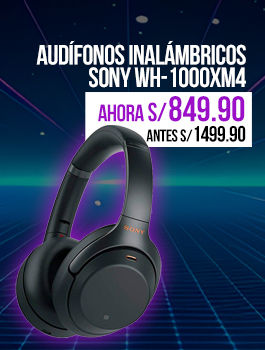 AUDÍFONOS INALÁMBRICOS
SONY WH-1000XM4
AHORA S/849.90
ANTES S/1499.90
SONY